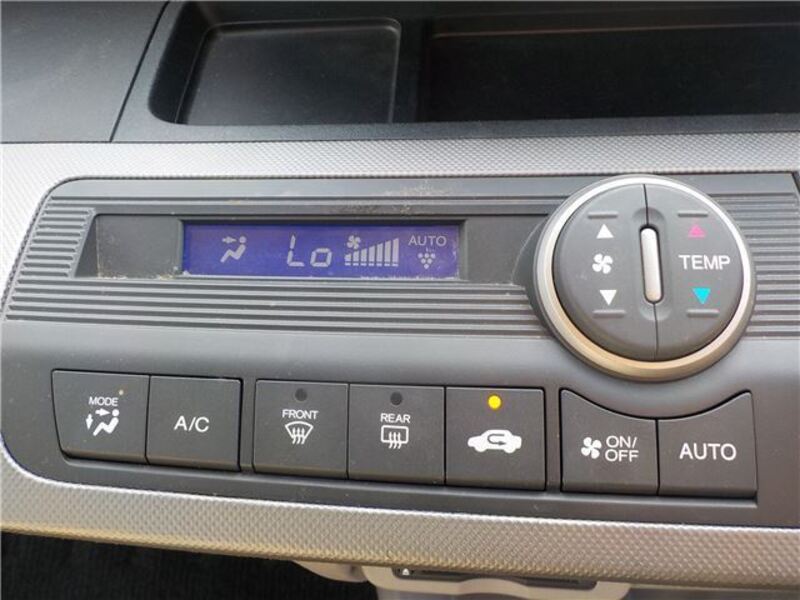 Lo AUTO
TEMP
MODE
A/C
FRONT
REAR
ON/
OFF
AUTO